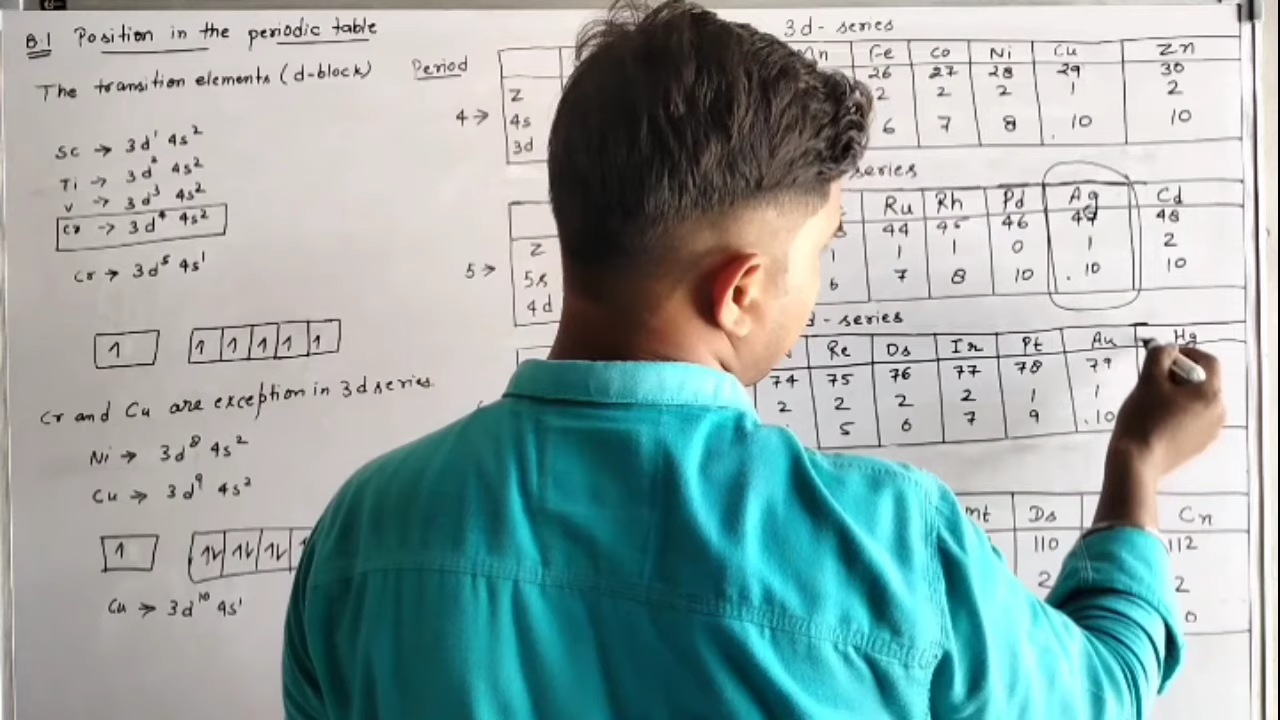 8.1 Position in the periodic table
The transition elements (d-block)
Sc → 3d¹ 4s²
Ti → 3d² 4s²
V → 3d³ 4s²
Cr → 3d⁴ 4s²
Cr → 3d⁵ 4s¹
1
1 1 1 1 1
Cr and Cu are exception in 3d series.
Ni → 3d⁸ 4s²
Cu → 3d⁹ 4s²
1
1L 1L 1L
Cu → 3d¹⁰ 4s¹
Period
3d-series
Mn Fe Co Ni Cu Zn
Z 26 27 28 29 30
4 → 4s 2 2 2 1 2
3d 6 7 8 10 10
series
Ru Rh Pd Ag Cd
Z 44 45 46 47 48
5 → 5s 1 1 1 0 1 2
4d 6 7 8 10 10 10
series
Re Os Ir Pt Au Hg
74 75 76 77 78 79
2 2 2 2 1 1
5 6 7 9 10
Mt Ds Cn
110 112
2 2
0